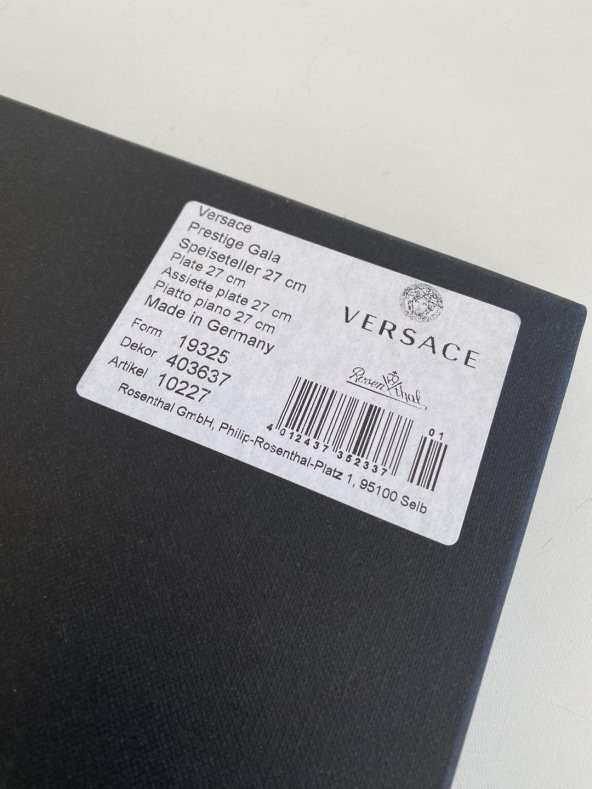 Versace
Prestige Gala
Speiseteller 27 cm
Plate 27 cm
Assiette plate 27 cm
Piatto piano 27 cm
Made in Germany
Form 19325
Dekor 403637
Artikel 10227
Rosenthal GmbH, Philip-Rosenthal-Platz 1, 95100 Selb
VERSACE
Rosenthal
01
4 012437 352337